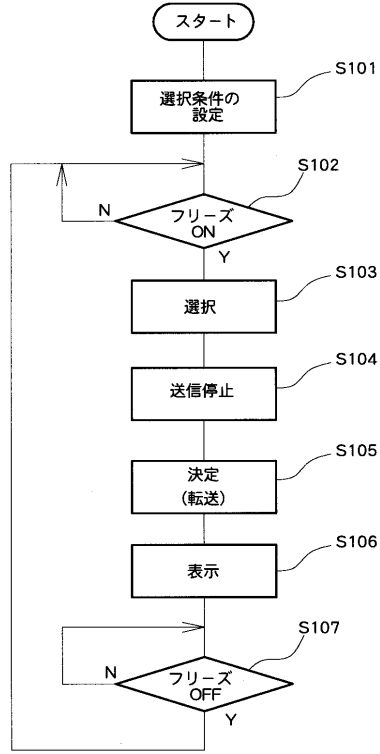 スタート
S101
選択条件の
設定
S102
N
フリーズ
ON
Y
S103
選択
S104
送信停止
S105
決定
(転送)
S106
表示
S107
N
フリーズ
OFF
Y